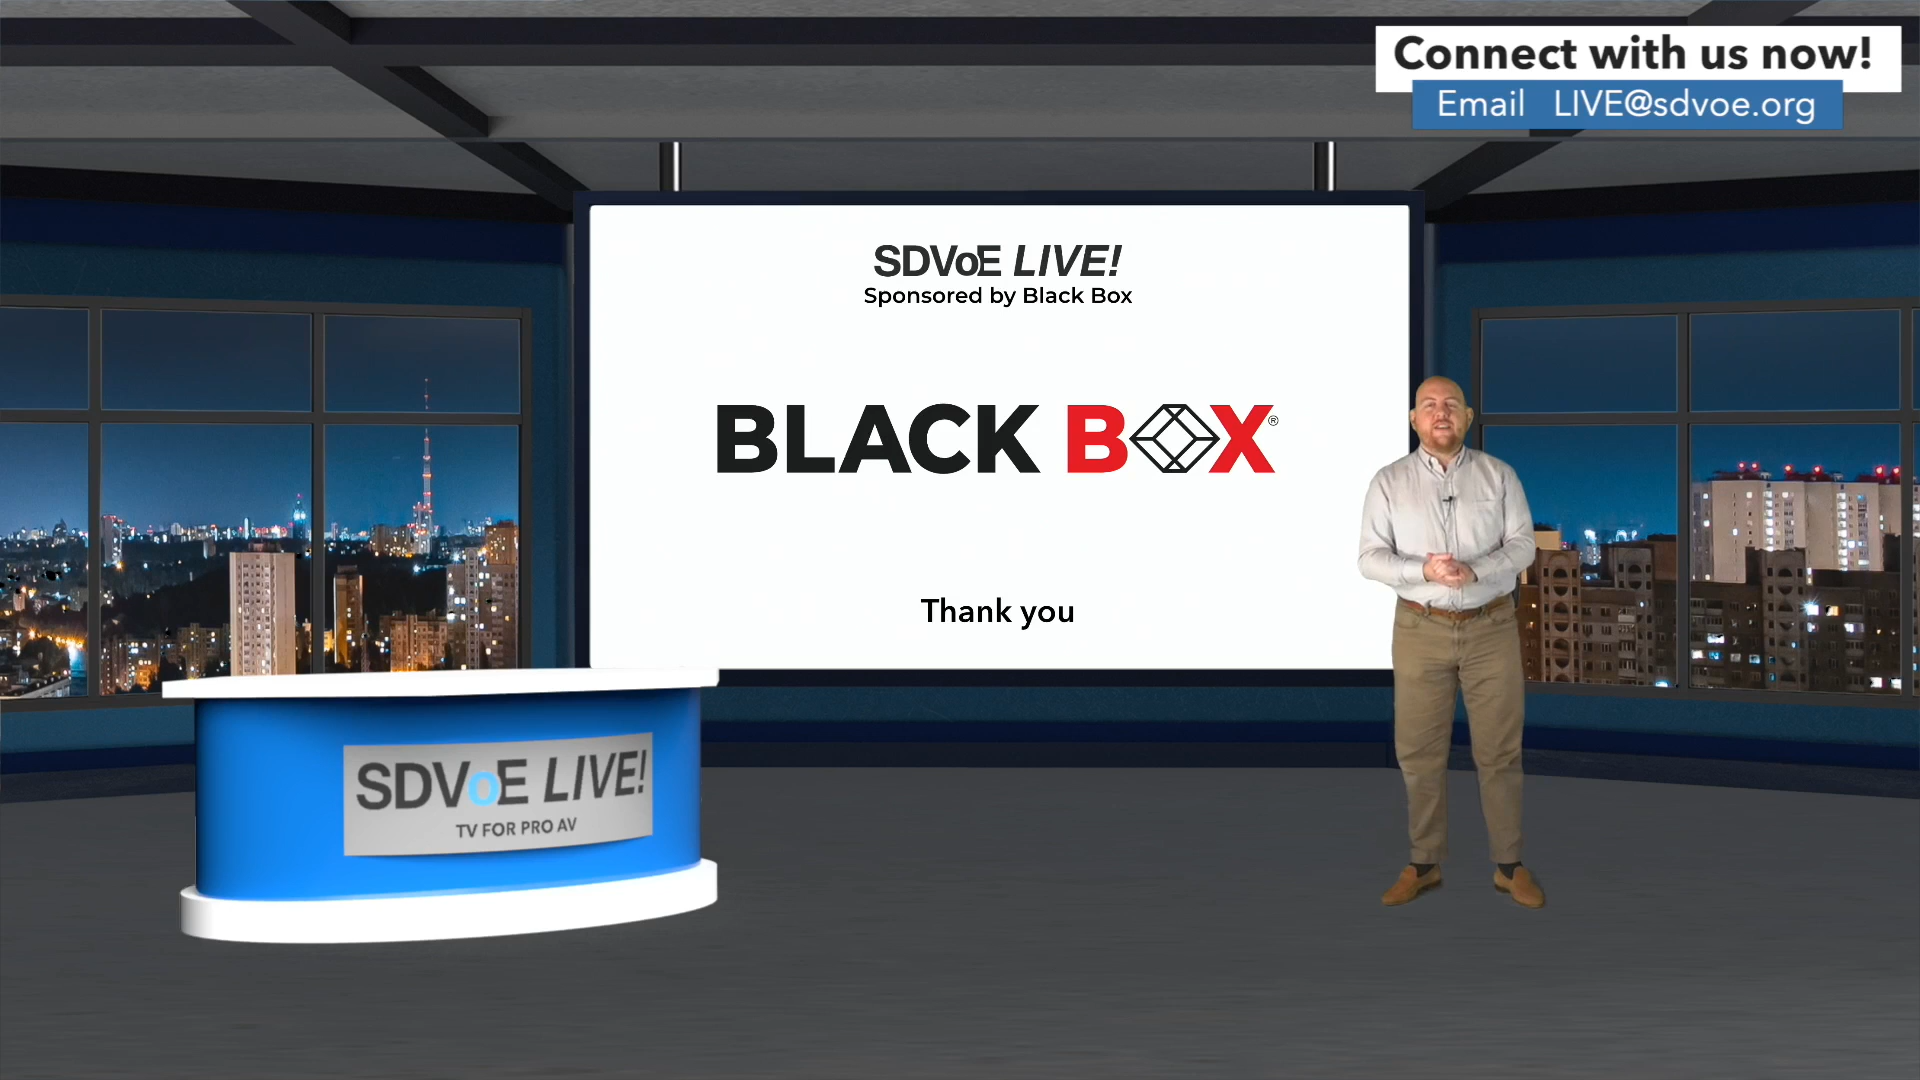 Connect with us now!
Email LIVE@sdvoe.org
SDVoE LIVE!
Sponsored by Black Box
BLACK BOX®
Thank you
SDVoE LIVE!
TV FOR PRO AV